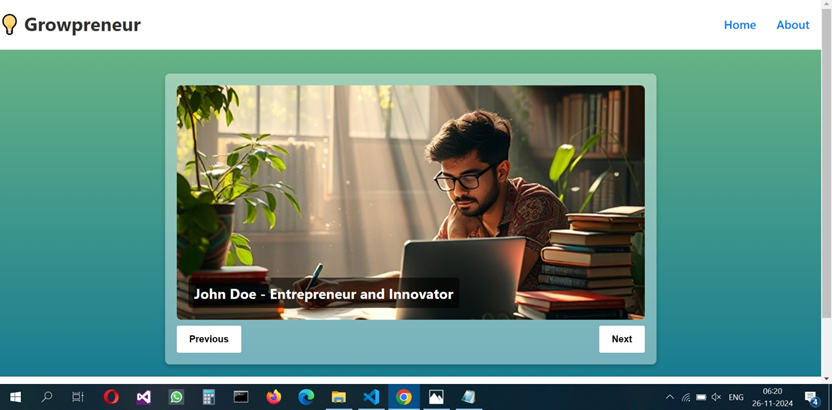 Growpreneur
Home About
John Doe - Entrepreneur and Innovator
Previous Next
ENG
06:20
26-11-2024
4